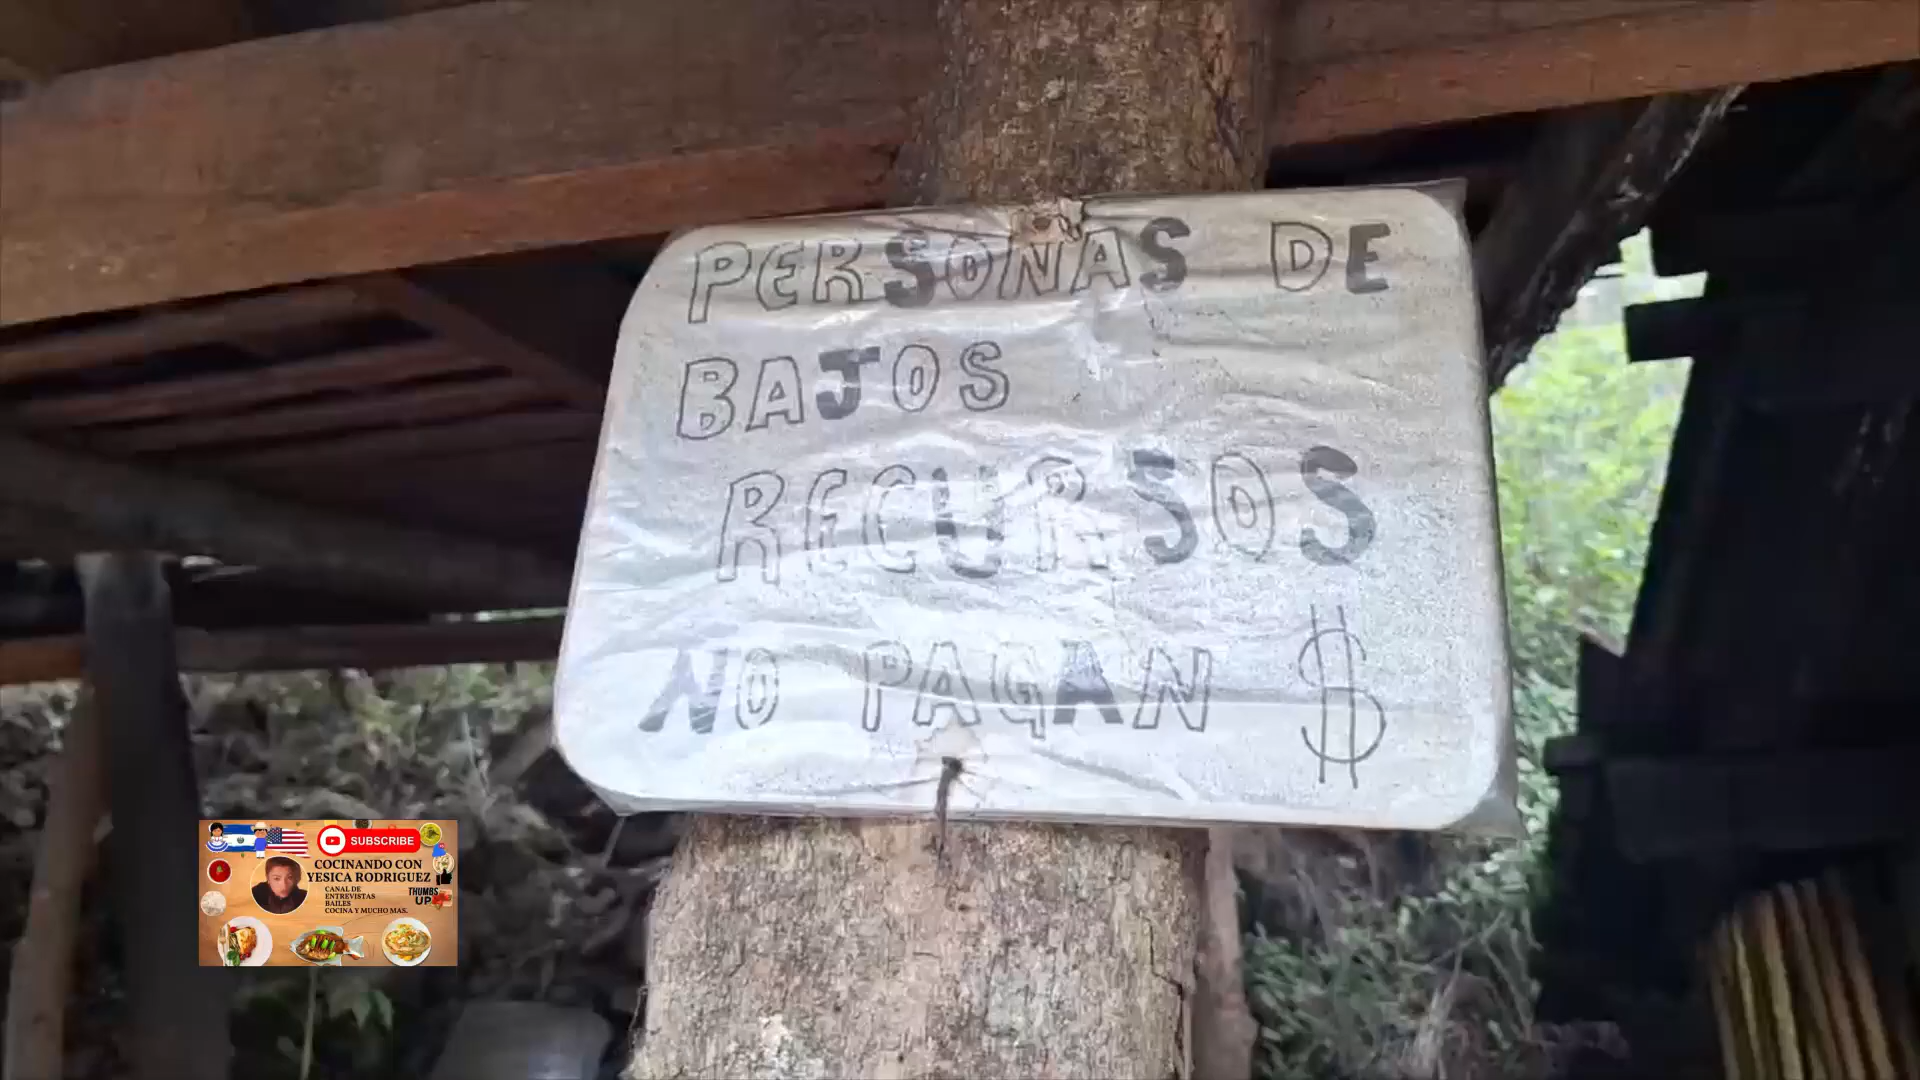 PERSONAS DE
BAJOS
RECURSOS
NO PAGAN $
SUBSCRIBE
COCINANDO CON
YESICA RODRIGUEZ
CANAL DE
ENTREVISTAS
BAILES
COCINA Y MUCHO MAS.
THUMBS
UP